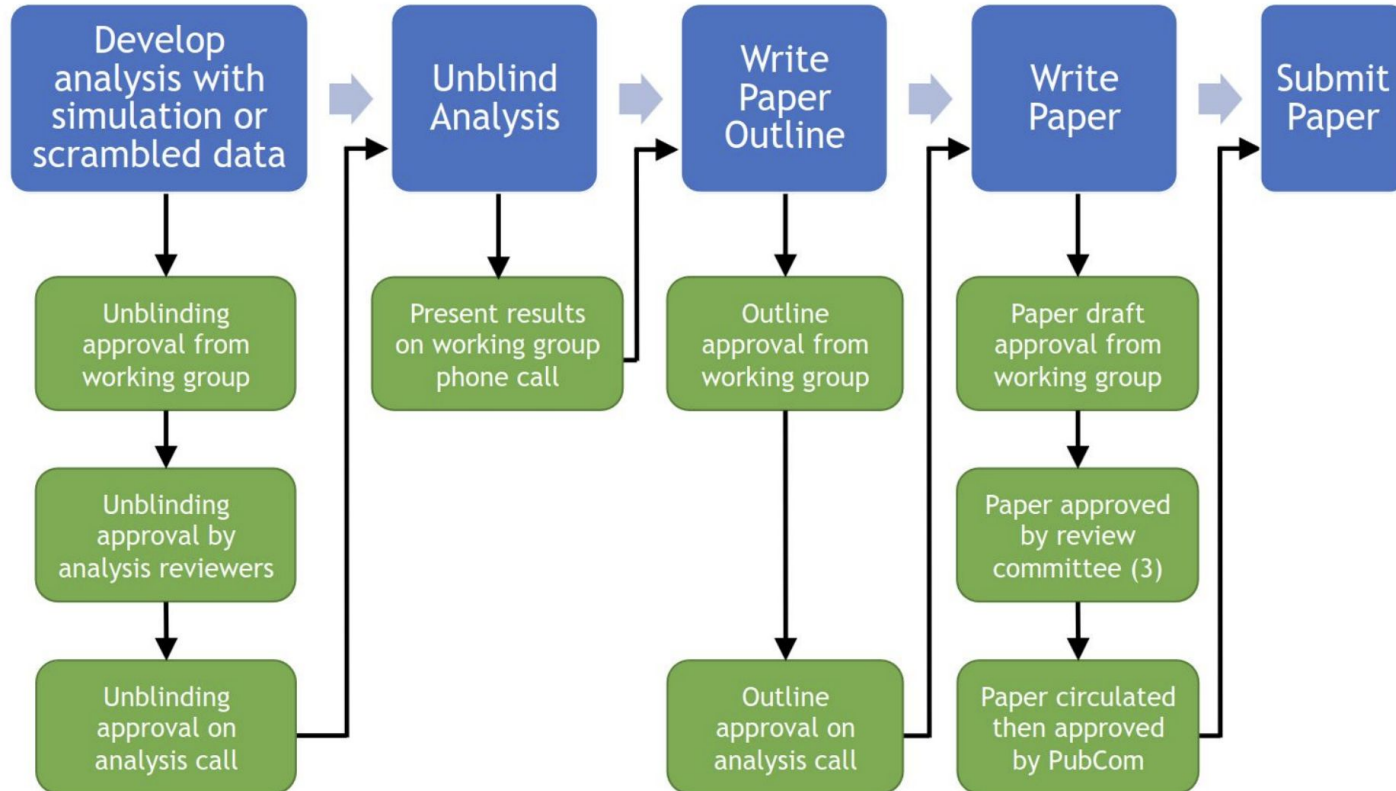 Develop
analysis with
simulation or
scrambled data
Unblind
Analysis
Write
Paper
Outline
Write
Paper
Submit
Paper
Unblinding
approval from
working group
Unblinding
approval by
analysis reviewers
Unblinding
approval on
analysis call
Present results
on working group
phone call
Outline
approval from
working group
Outline
approval on
analysis call
Paper draft
approval from
working group
Paper approved
by review
committee (3)
Paper circulated
then approved
by PubCom